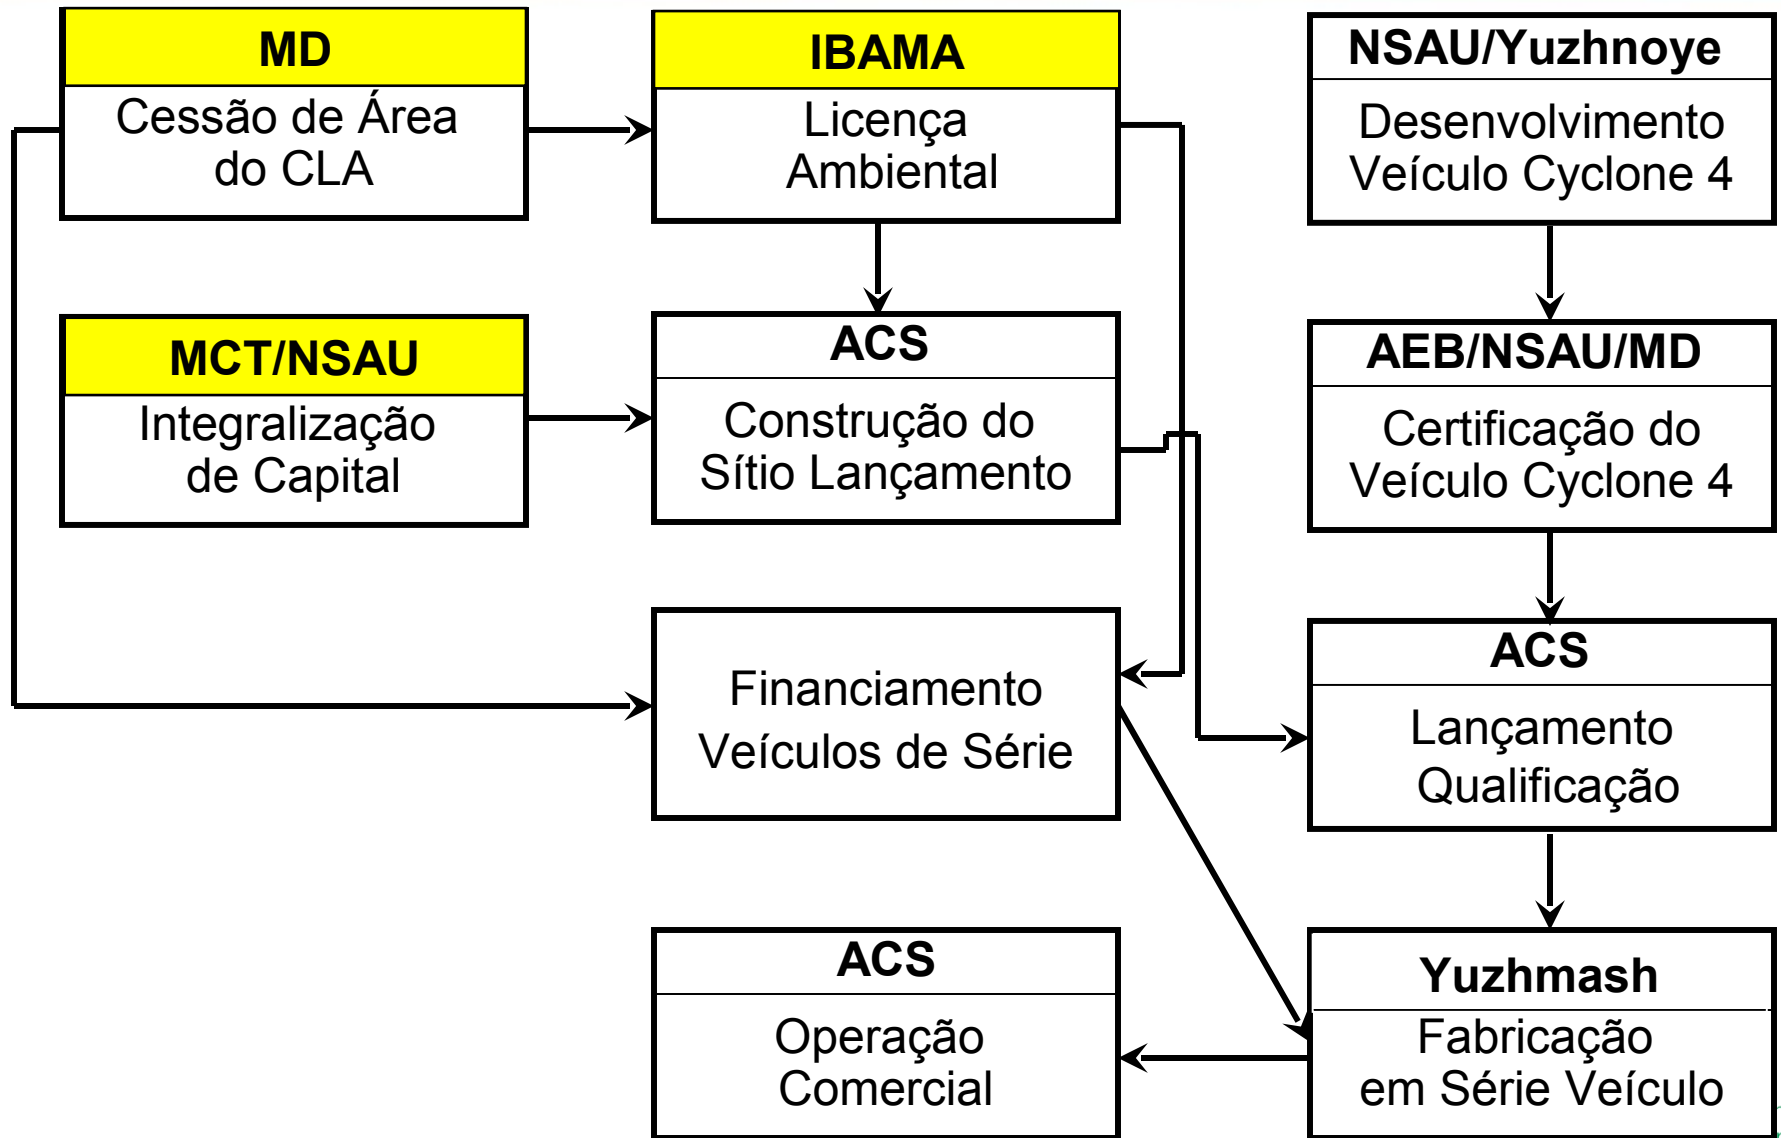 MD
Cessão de Área
do CLA
IBAMA
Licença
Ambiental
NSAU/Yuzhnoye
Desenvolvimento
Veículo Cyclone 4
MCT/NSAU
Integralização
de Capital
ACS
Construção do
Sítio Lançamento
AEB/NSAU/MD
Certificação do
Veículo Cyclone 4
Financiamento
Veículos de Série
ACS
Lançamento
Qualificação
ACS
Operação
Comercial
Yuzhmash
Fabricação
em Série Veículo